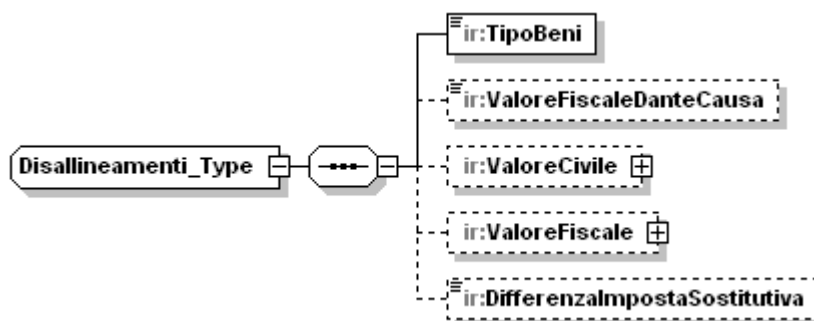 ir:TipoBeni
ir:ValoreFiscaleDanteCausa
Disallineamenti_Type
ir:ValoreCivile
ir:ValoreFiscale
ir:DifferenzaImpostaSostitutiva